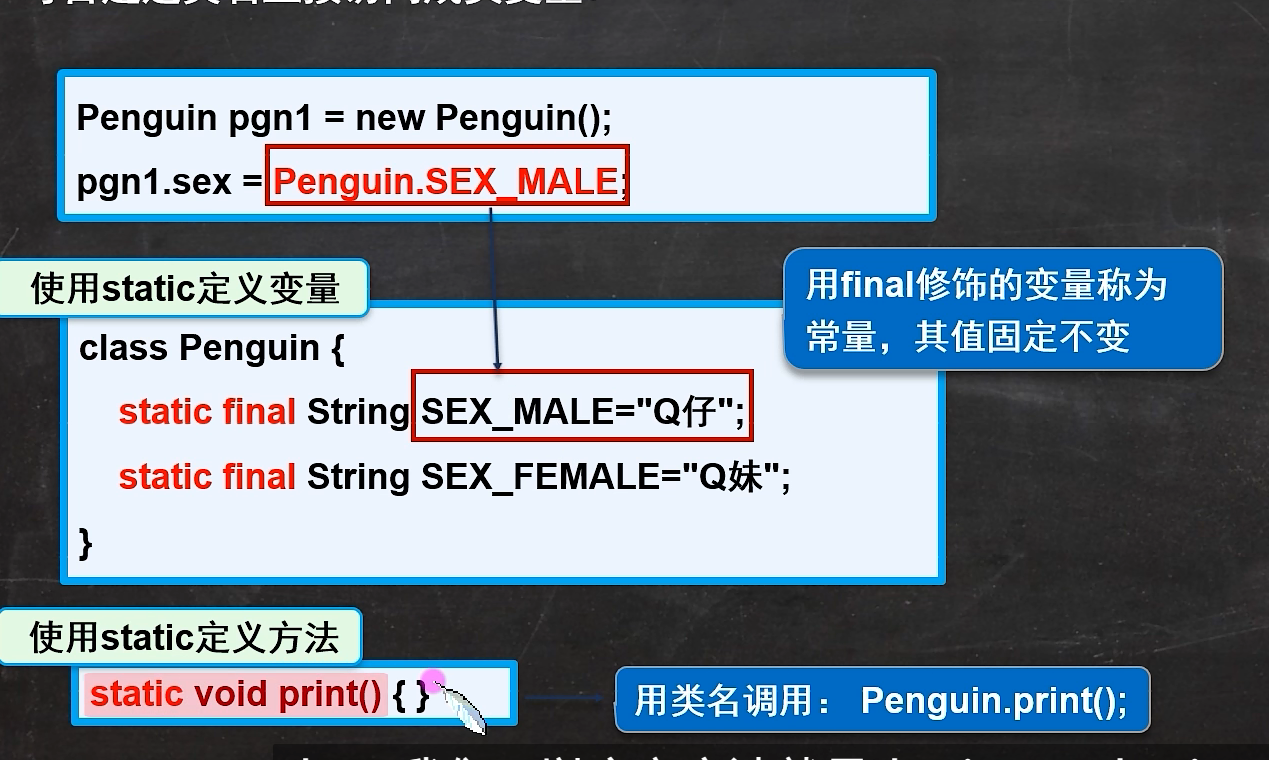 Penguin pgn1 = new Penguin();
pgn1.sex = Penguin.SEX_MALE;
使用static定义变量
用final修饰的变量称为
常量，其值固定不变
class Penguin {
static final String SEX_MALE="Q仔";
static final String SEX_FEMALE="Q妹";
}
使用static定义方法
static void print() { }
用类名调用： Penguin.print();